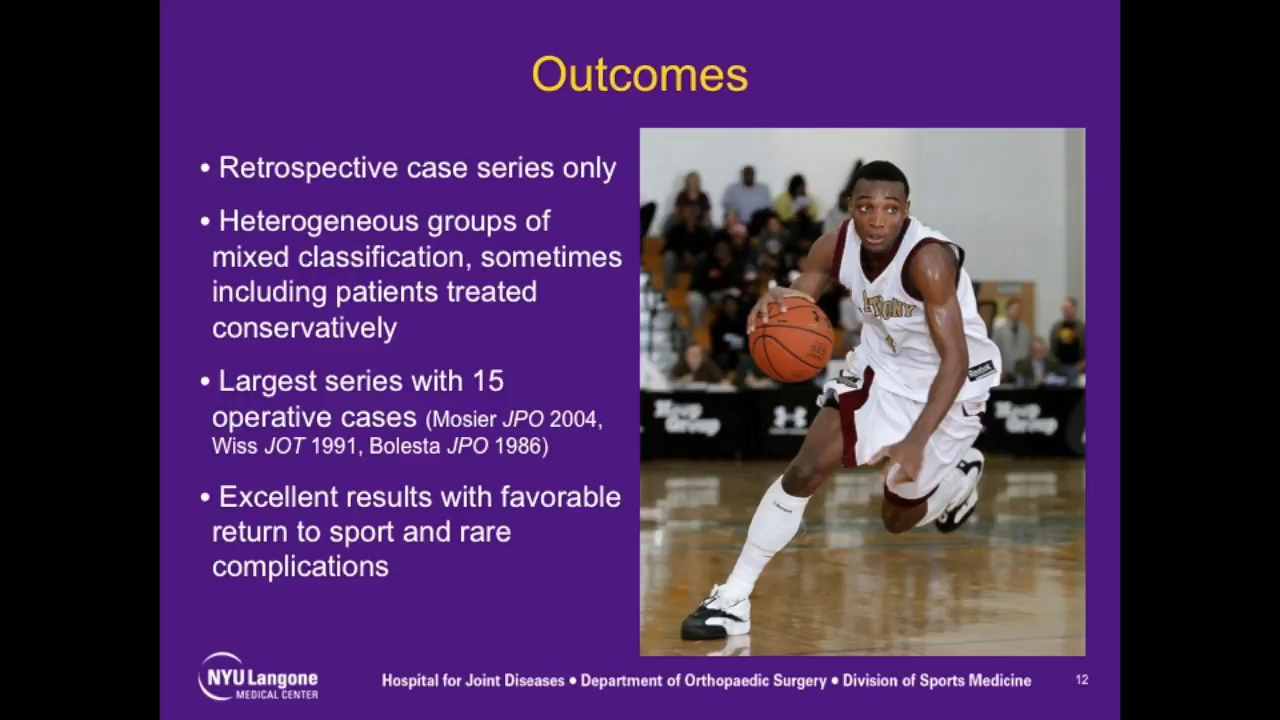 Outcomes
• Retrospective case series only
• Heterogeneous groups of
mixed classification, sometimes
including patients treated
conservatively
• Largest series with 15
operative cases (Mosier JPO 2004,
Wiss JOT 1991, Bolesta JPO 1986)
• Excellent results with favorable
return to sport and rare
complications
Reebok
NYU Langone
MEDICAL CENTER
Hospital for Joint Diseases • Department of Orthopaedic Surgery • Division of Sports Medicine
12